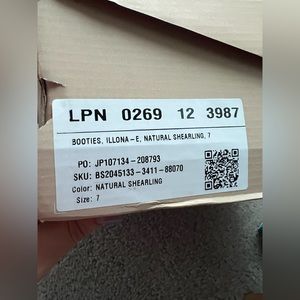 LPN 0269 12 3987
BOOTIES, ILLONA-E, NATURAL SHEARLING, 7
PO: JP107134-208793
SKU: BS2045133-3411-88070
Color: NATURAL SHEARLING
Size: 7